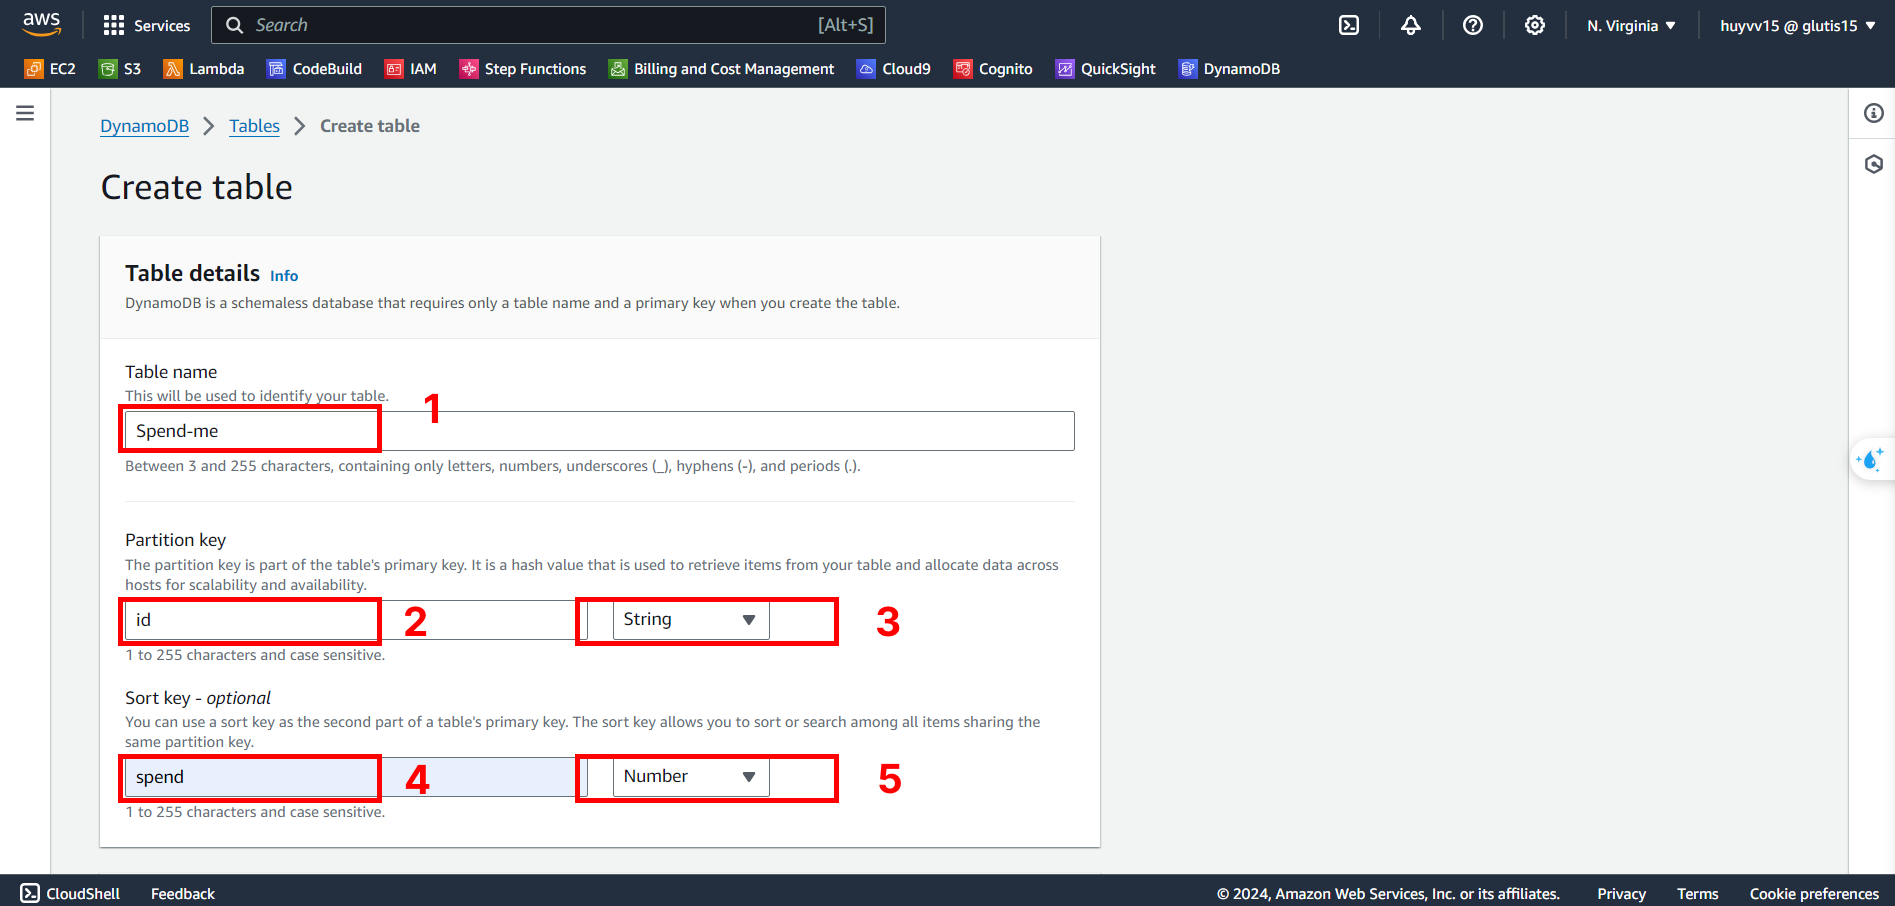 aws Services Search [Alt+S] N. Virginia huyvv15 @ glutis15
EC2 S3 Lambda CodeBuild IAM Step Functions Billing and Cost Management Cloud9 Cognito QuickSight DynamoDB
DynamoDB Tables Create table
Create table
Table details Info
DynamoDB is a schemaless database that requires only a table name and a primary key when you create the table.
Table name
This will be used to identify your table.
1
Spend-me
Between 3 and 255 characters, containing only letters, numbers, underscores (_), hyphens (-), and periods (.).
Partition key
The partition key is part of the table's primary key. It is a hash value that is used to retrieve items from your table and allocate data across
hosts for scalability and availability.
id 2 String 3
1 to 255 characters and case sensitive.
Sort key - optional
You can use a sort key as the second part of a table's primary key. The sort key allows you to sort or search among all items sharing the
same partition key.
spend 4 Number 5
1 to 255 characters and case sensitive.
CloudShell Feedback © 2024, Amazon Web Services, Inc. or its affiliates. Privacy Terms Cookie preferences